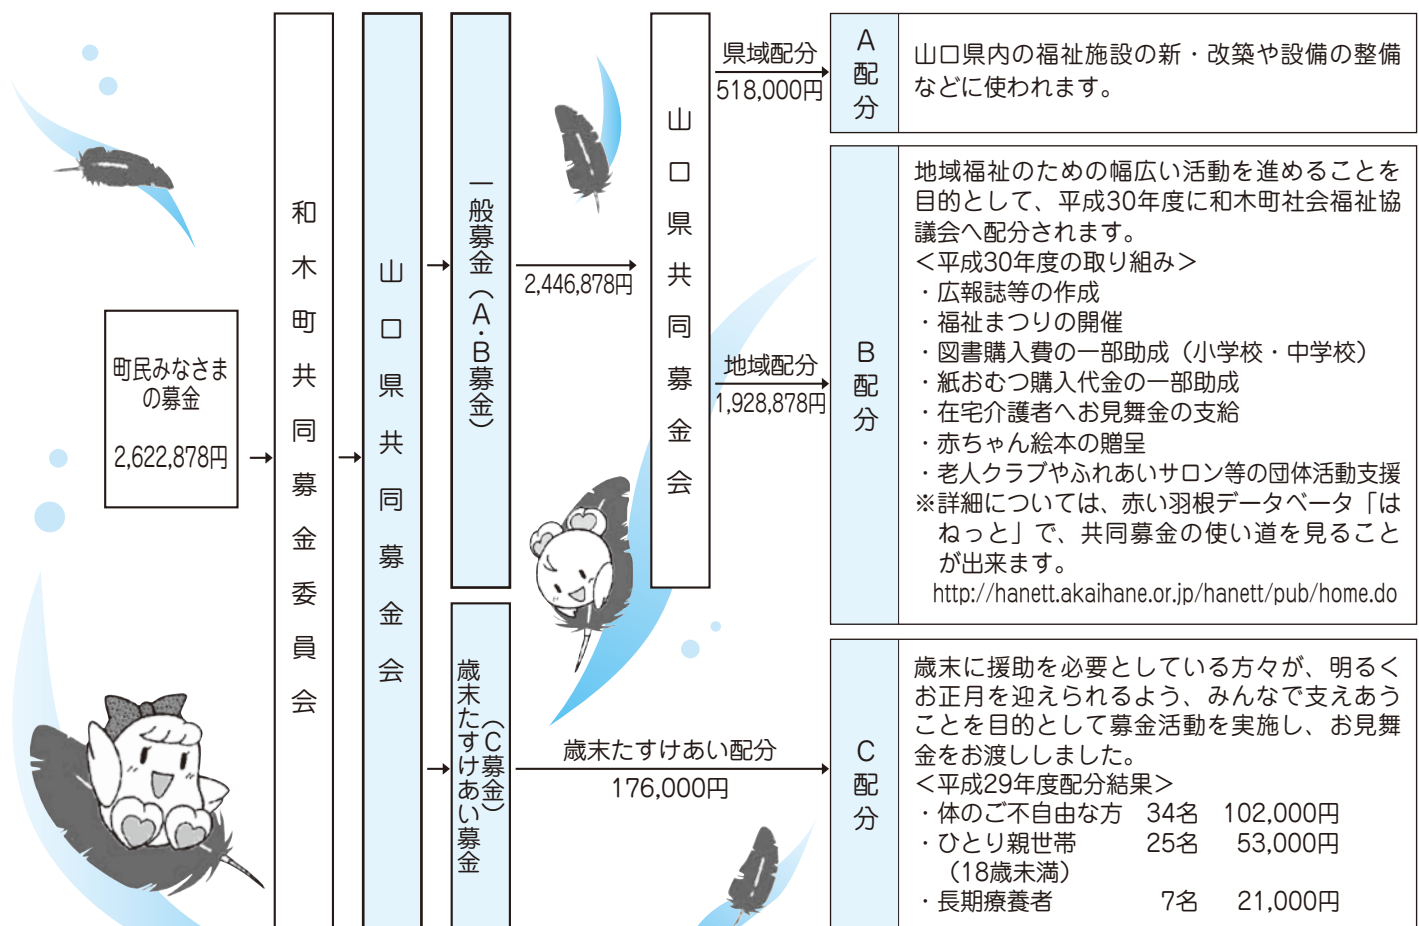 町民みなさま
の募金
2,622,878円
和木町共同募金委員会
山口県共同募金会
一般募金（A・B募金）
歳末たすけあい募金
（C募金）
2,446,878円
山口県共同募金会
県域配分
518,000円
地域配分
1,928,878円
歳末たすけあい配分
176,000円
A配分
山口県内の福祉施設の新・改築や設備の整備
などに使われます。
B配分
地域福祉のための幅広い活動を進めることを
目的として、平成30年度に和木町社会福祉協
議会へ配分されます。
＜平成30年度の取り組み＞
・広報誌等の作成
・福祉まつりの開催
・図書購入費の一部助成（小学校・中学校）
・紙おむつ購入代金の一部助成
・在宅介護者へお見舞金の支給
・赤ちゃん絵本の贈呈
・老人クラブやふれあいサロン等の団体活動支援
※詳細については、赤い羽根データベータ「は
ねっと」で、共同募金の使い道を見ること
が出来ます。
http://hanett.akaihane.or.jp/hanett/pub/home.do
C配分
歳末に援助を必要としている方々が、明るく
お正月を迎えられるよう、みんなで支えあう
ことを目的として募金活動を実施し、お見舞
金をお渡ししました。
＜平成29年度配分結果＞
・体のご不自由な方 34名 102,000円
・ひとり親世帯 25名 53,000円
（18歳未満）
・長期療養者 7名 21,000円